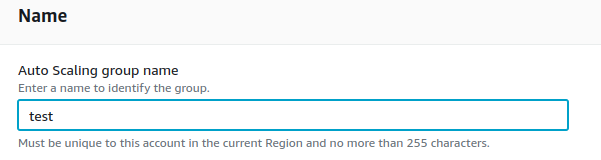 Name
Auto Scaling group name
Enter a name to identify the group.
test
Must be unique to this account in the current Region and no more than 255 characters.